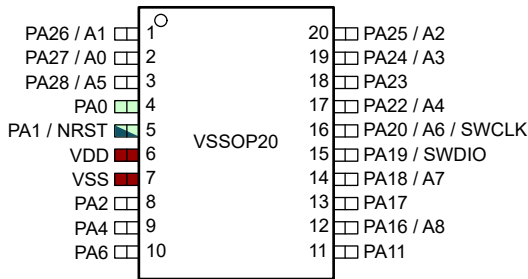 PA26 / A1 1 20 PA25 / A2
PA27 / A0 2 19 PA24 / A3
PA28 / A5 3 18 PA23
PA0 4 17 PA22 / A4
PA1 / NRST 5 16 PA20 / A6 / SWCLK
VDD 6 VSSOP20 15 PA19 / SWDIO
VSS 7 14 PA18 / A7
PA2 8 13 PA17
PA4 9 12 PA16 / A8
PA6 10 11 PA11